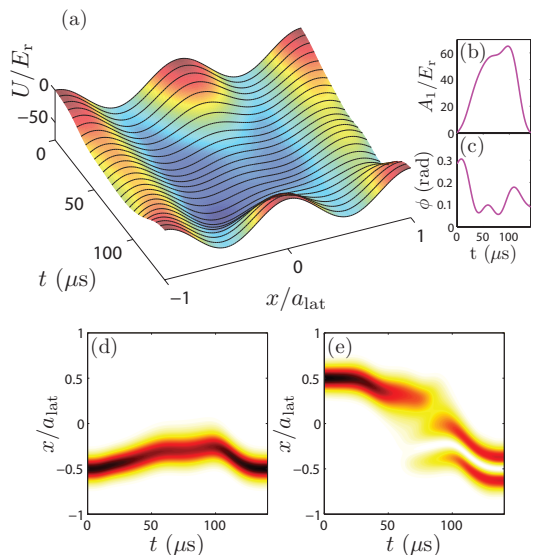 (a)
U/E_r
0
−50
0
50
100
t (μs)
−1
0
1
x/a_lat
(b)
A_1/E_r
60
40
20
0
(c)
ϕ (rad)
0.3
0.2
0.1
0
0 50 100
t (μs)
(d)
x/a_lat
1
0.5
0
−0.5
−1
0 50 100
t (μs)
(e)
x/a_lat
1
0.5
0
−0.5
−1
0 50 100
t (μs)